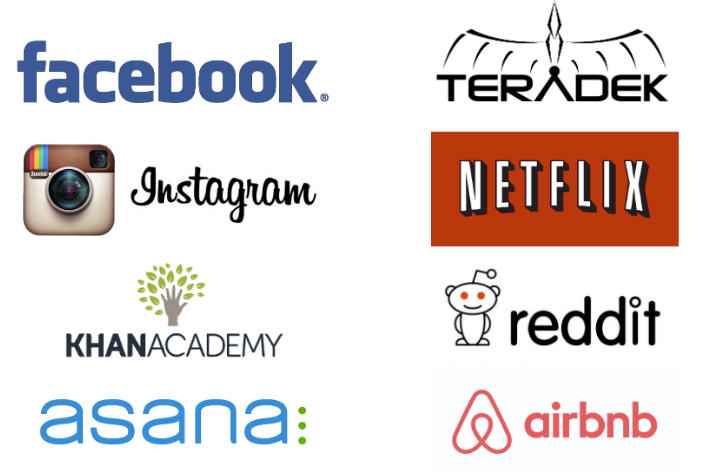 facebook®
TERADEK
Insta
Instagram
NETFLIX
KHANACADEMY
reddit
asana:
airbnb